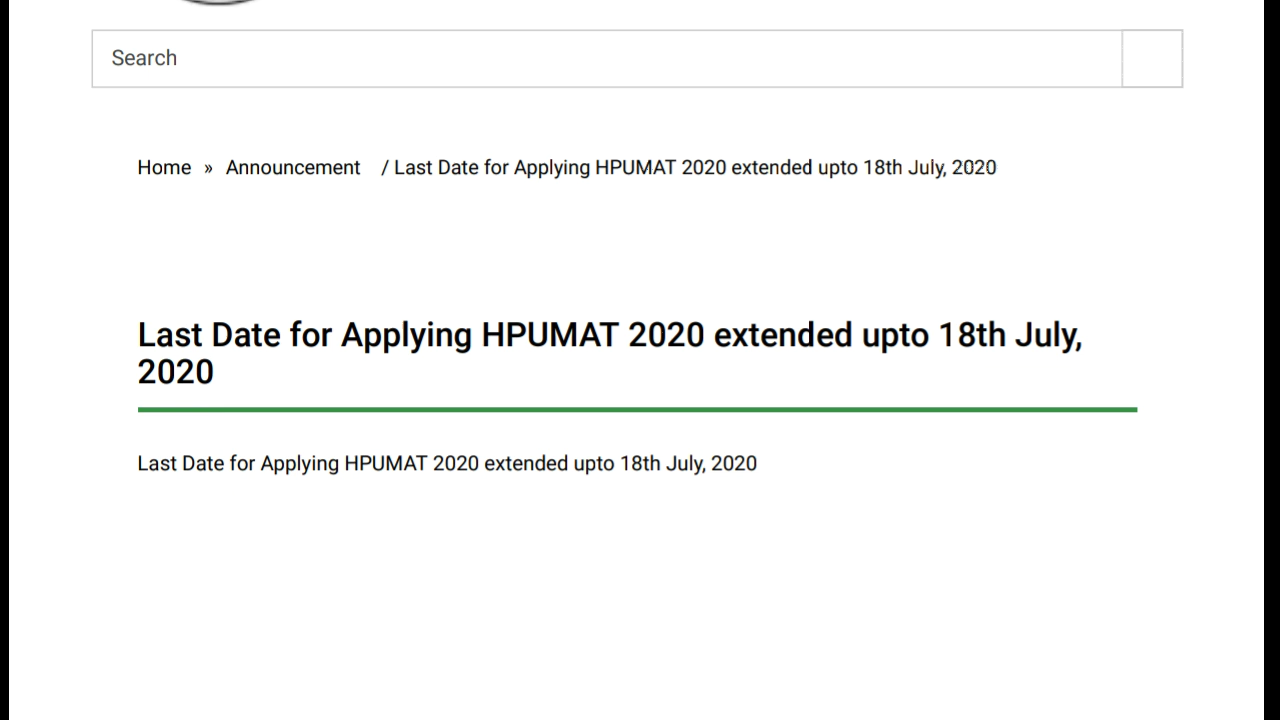 Search
Home » Announcement / Last Date for Applying HPUMAT 2020 extended upto 18th July, 2020
Last Date for Applying HPUMAT 2020 extended upto 18th July,
2020
Last Date for Applying HPUMAT 2020 extended upto 18th July, 2020